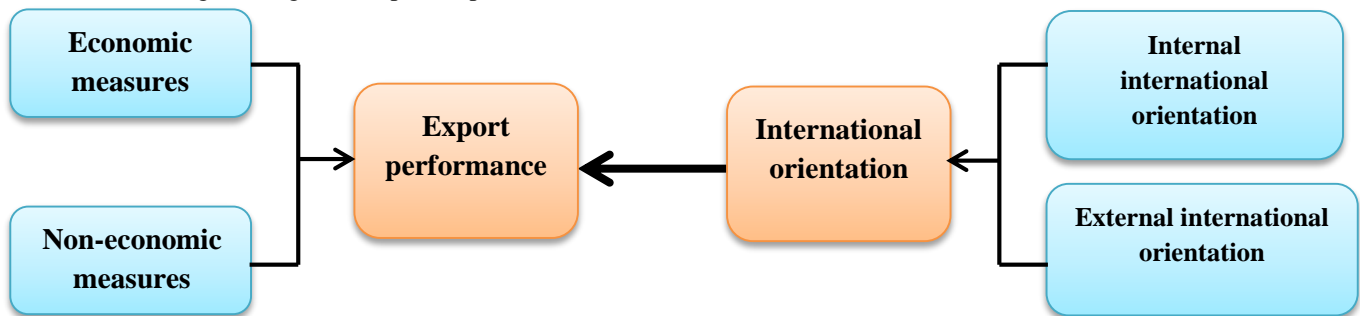 Economic
measures
Non-economic
measures
Export
performance
International
orientation
Internal
international
orientation
External international
orientation